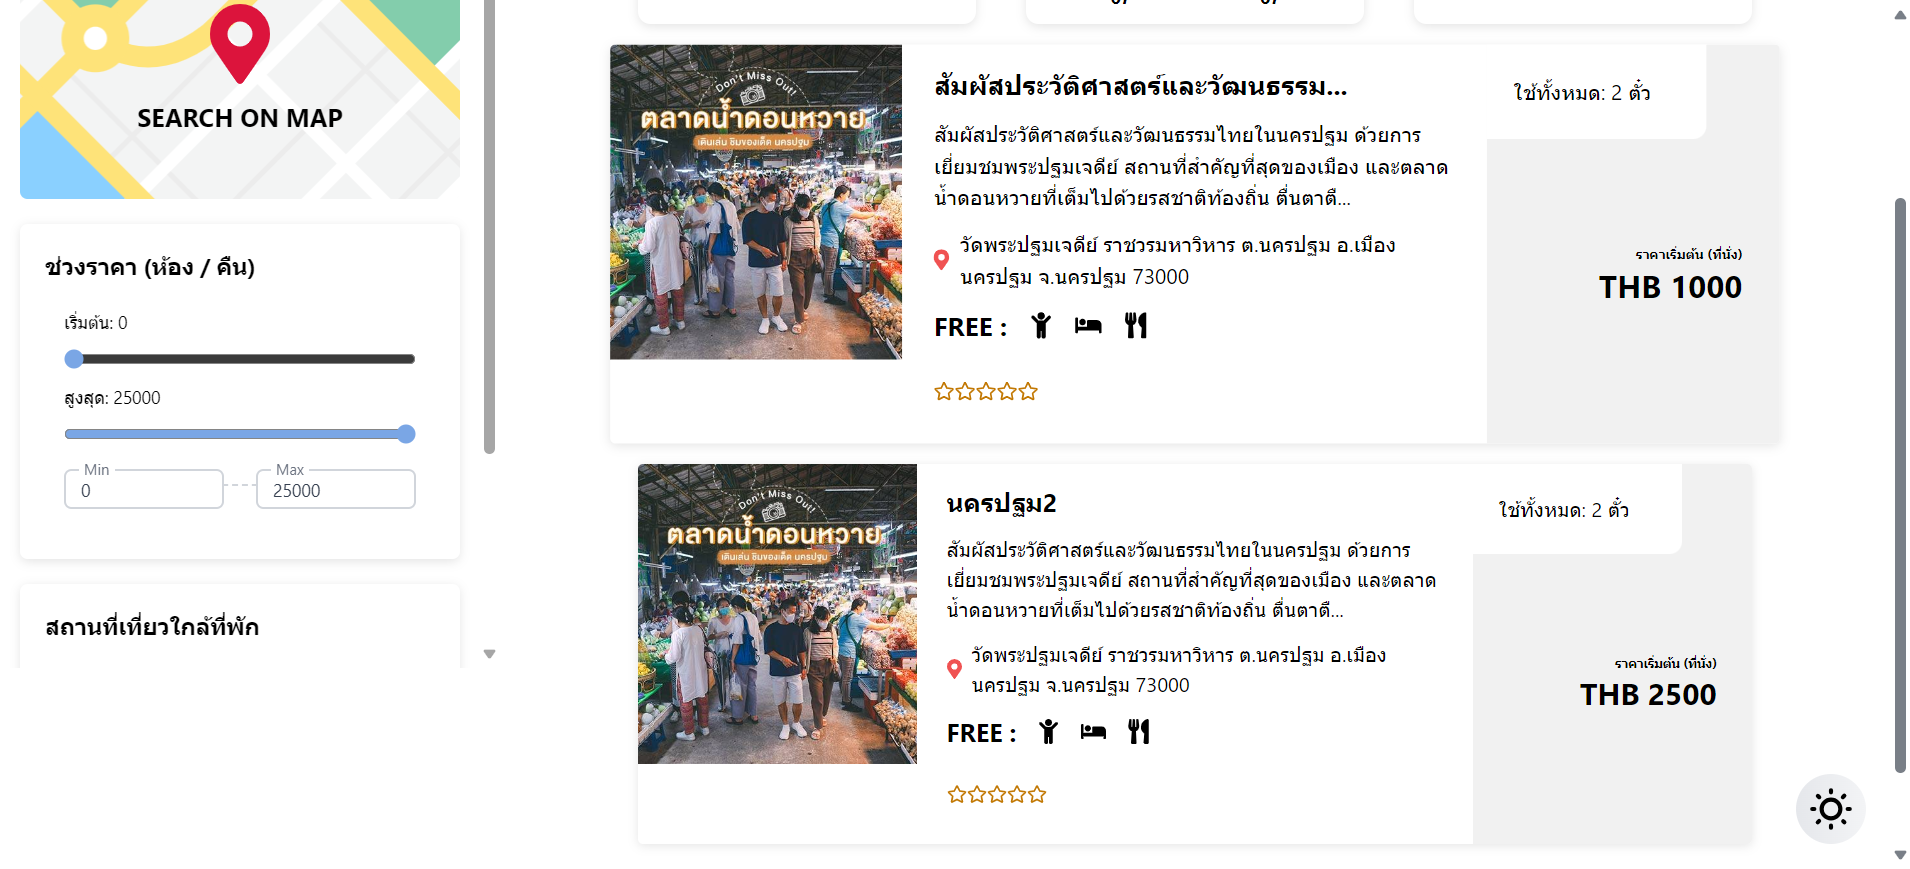 SEARCH ON MAP
ช่วงราคา (ห้อง / คืน)
เริ่มต้น: 0
สูงสุด: 25000
Min
0
Max
25000
สถานที่เที่ยวใกล้ที่พัก
Don't Miss Out!
ตลาดน้ำดอนหวาย
เดินเล่น ชิมของเด็ด นครปฐม
สัมผัสประวัติศาสตร์และวัฒนธรรม...
สัมผัสประวัติศาสตร์และวัฒนธรรมไทยในนครปฐม ด้วยการ
เยี่ยมชมพระปฐมเจดีย์ สถานที่สำคัญที่สุดของเมือง และตลาด
น้ำดอนหวายที่เต็มไปด้วยรสชาติท้องถิ่น ตื่นตาตื...
วัดพระปฐมเจดีย์ ราชวรมหาวิหาร ต.นครปฐม อ.เมือง
นครปฐม จ.นครปฐม 73000
FREE :
ใช้ทั้งหมด: 2 ตั๋ว
ราคาเริ่มต้น (ที่นั่ง)
THB 1000
Don't Miss Out!
ตลาดน้ำดอนหวาย
เดินเล่น ชิมของเด็ด นครปฐม
นครปฐม2
สัมผัสประวัติศาสตร์และวัฒนธรรมไทยในนครปฐม ด้วยการ
เยี่ยมชมพระปฐมเจดีย์ สถานที่สำคัญที่สุดของเมือง และตลาด
น้ำดอนหวายที่เต็มไปด้วยรสชาติท้องถิ่น ตื่นตาตื...
วัดพระปฐมเจดีย์ ราชวรมหาวิหาร ต.นครปฐม อ.เมือง
นครปฐม จ.นครปฐม 73000
FREE :
ใช้ทั้งหมด: 2 ตั๋ว
ราคาเริ่มต้น (ที่นั่ง)
THB 2500